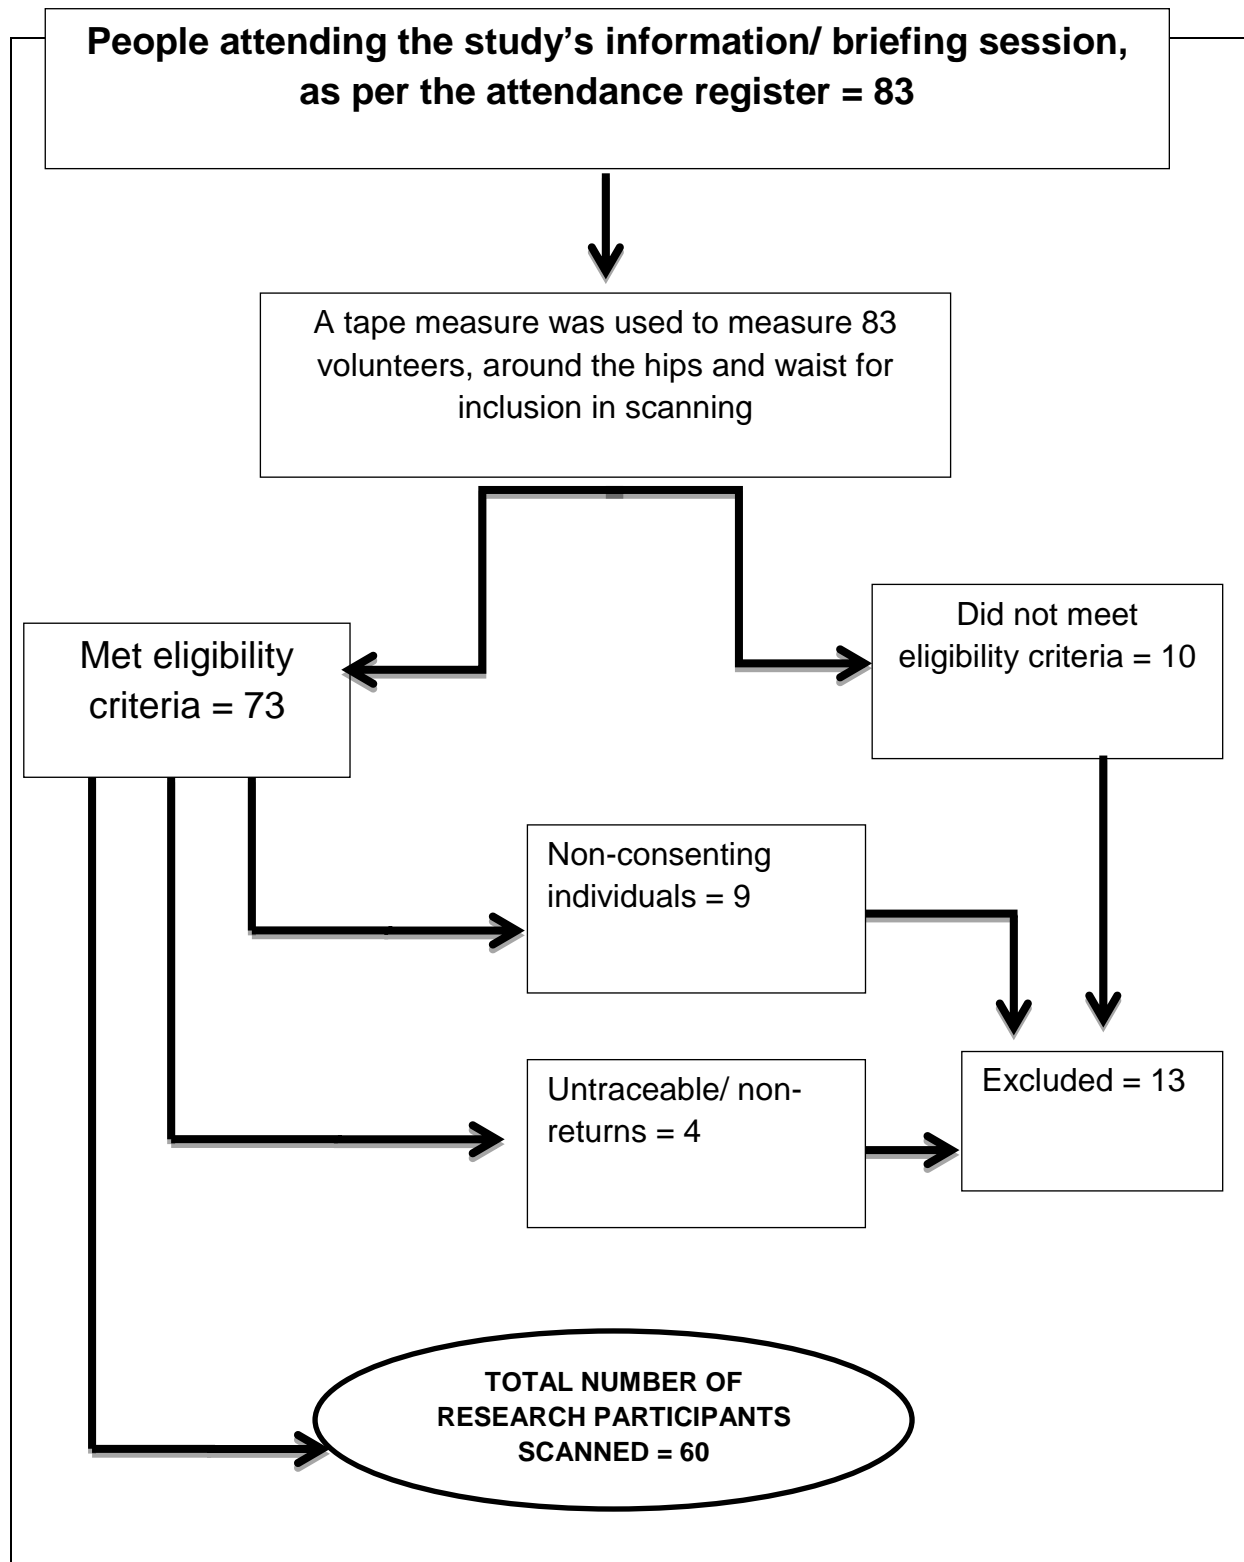 People attending the study’s information/ briefing session,
as per the attendance register = 83
A tape measure was used to measure 83
volunteers, around the hips and waist for
inclusion in scanning
Met eligibility
criteria = 73
Did not meet
eligibility criteria = 10
Non-consenting
individuals = 9
Untraceable/ non-
returns = 4
Excluded = 13
TOTAL NUMBER OF
RESEARCH PARTICIPANTS
SCANNED = 60